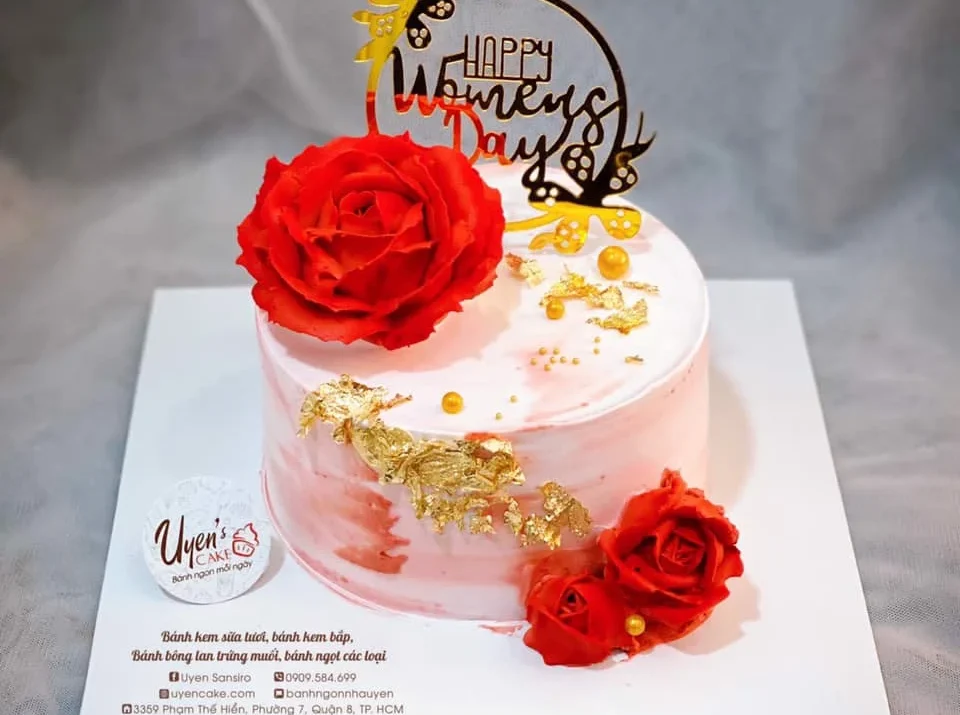 HAPPY
Womens
Day
Uyen's
CAKE
Bánh ngon mỗi ngày
Bánh kem sữa tươi, bánh kem bắp,
Bánh bông lan trứng muối, bánh ngọt các loại
Uyen Sansiro 0909.584.699
uyencake.com banhngonnhauyen
3359 Phạm Thế Hiển, Phường 7, Quận 8, TP. HCM